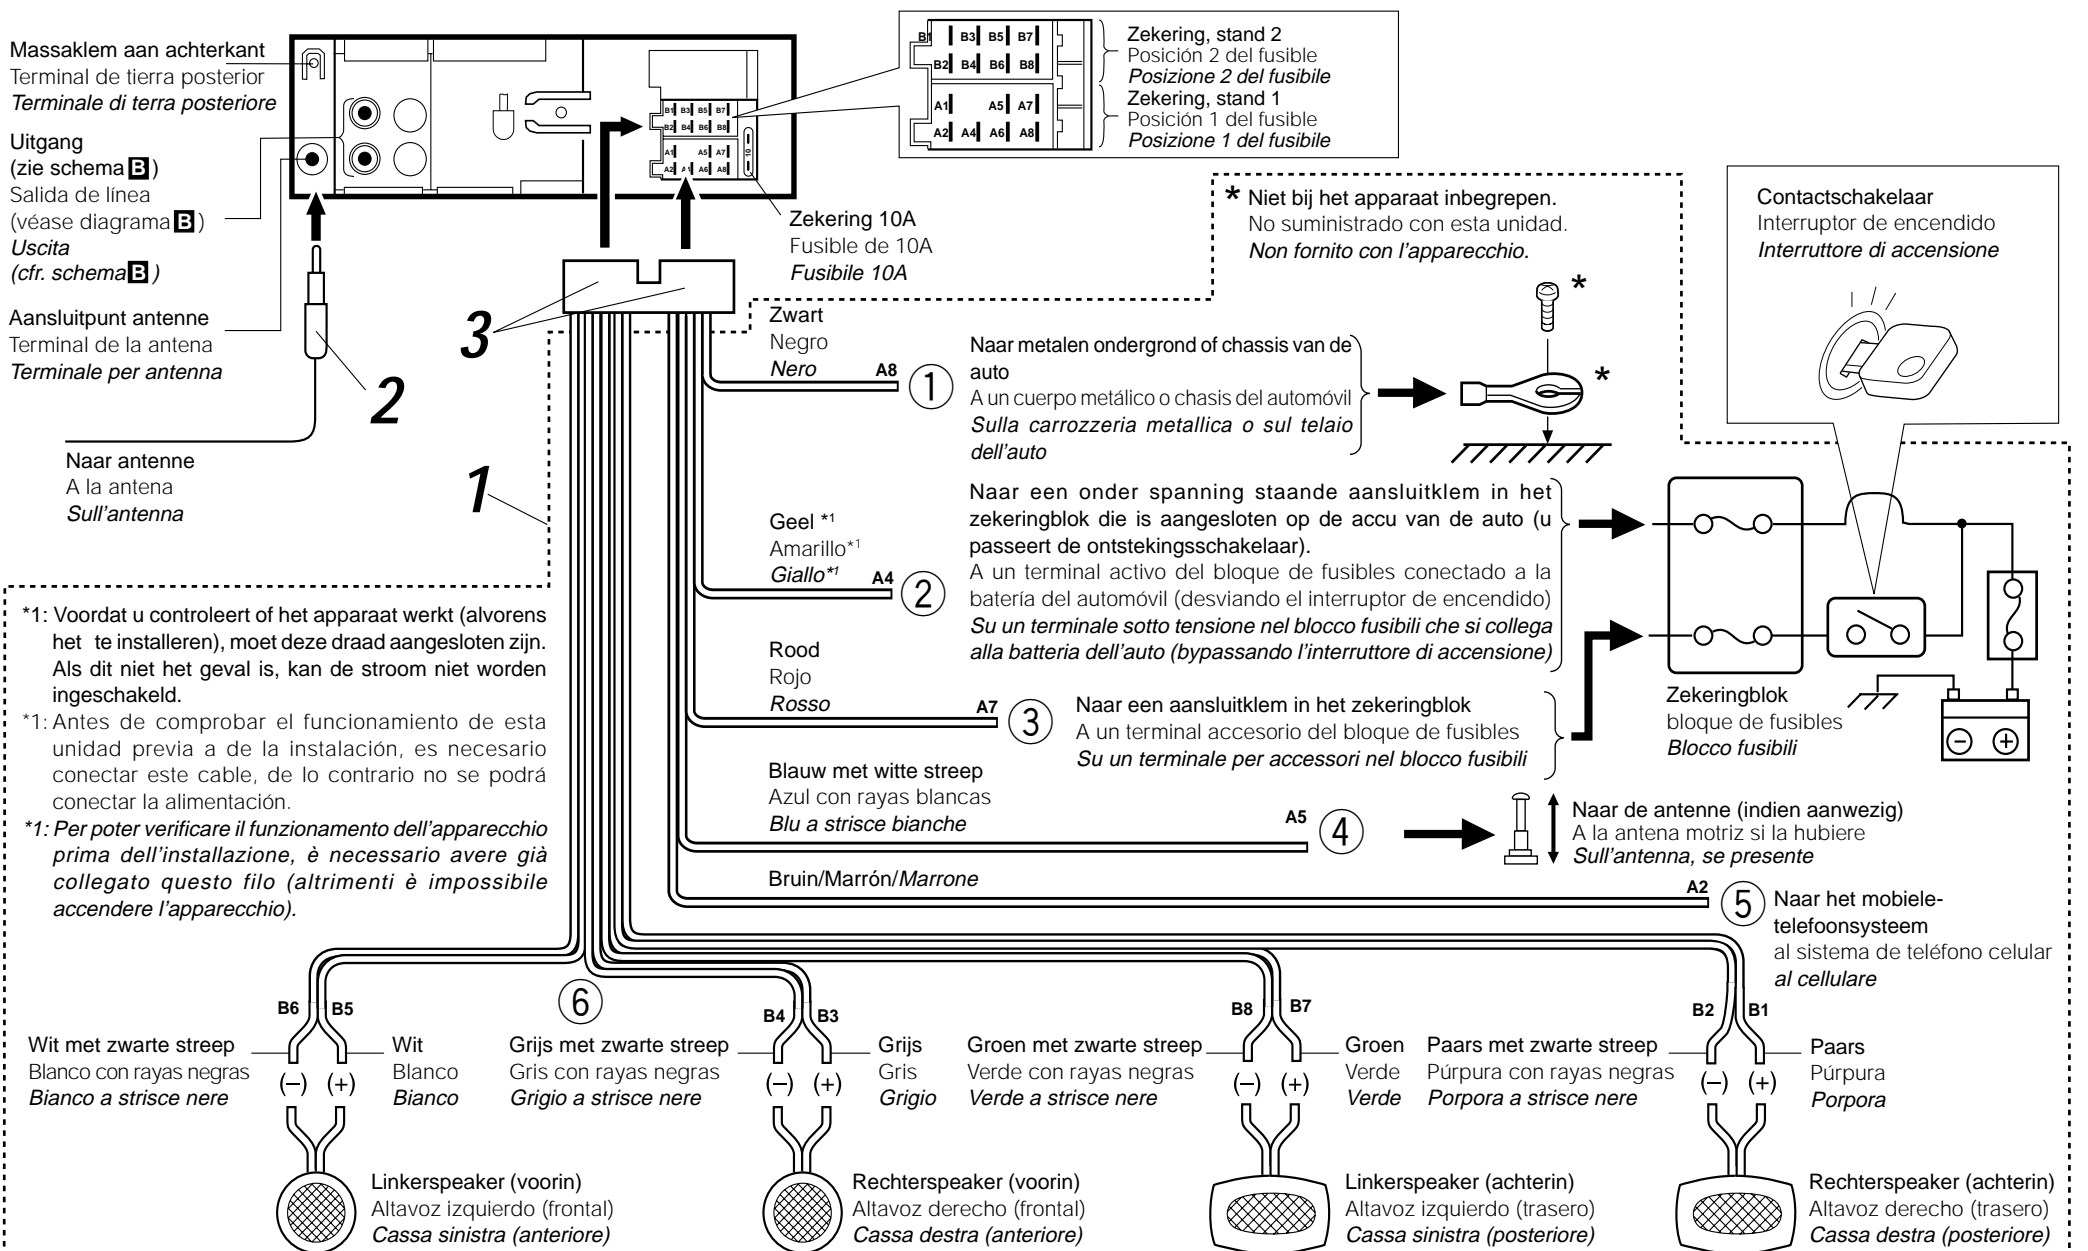 Massaklem aan achterkant
Terminal de tierra posterior
Terminale di terra posteriore
Uitgang
(zie schema B )
Salida de línea
(véase diagrama B )
Uscita
(cfr. schema B )
Aansluitpunt antenne
Terminal de la antena
Terminale per antenna
2
Naar antenne
A la antena
Sull'antenna
B1 B3 B5 B7
B2 B4 B6 B8
A1 A5 A7
A2 A4 A6 A8
10
B1 B3 B5 B7
B2 B4 B6 B8
A1 A5 A7
A2 A4 A6 A8
Zekering, stand 2
Posición 2 del fusible
Posizione 2 del fusibile
Zekering, stand 1
Posición 1 del fusible
Posizione 1 del fusibile
Zekering 10A
Fusible de 10A
Fusibile 10A
3
1
* Niet bij het apparaat inbegrepen.
No suministrado con esta unidad.
Non fornito con l'apparecchio.
*
*
Contactschakelaar
Interruptor de encendido
Interruttore di accensione
Zwart
Negro
Nero
A8
1
Naar metalen ondergrond of chassis van de
auto
A un cuerpo metálico o chasis del automóvil
Sulla carrozzeria metallica o sul telaio
dell'auto
Geel *1
Amarillo*1
Giallo*1
A4
2
Naar een onder spanning staande aansluitklem in het
zekeringblok die is aangesloten op de accu van de auto (u
passeert de ontstekingsschakelaar).
A un terminal activo del bloque de fusibles conectado a la
batería del automóvil (desviando el interruptor de encendido)
Su un terminale sotto tensione nel blocco fusibili che si collega
alla batteria dell'auto (bypassando l'interruttore di accensione)
Rood
Rojo
Rosso
A7
3
Naar een aansluitklem in het zekeringblok
A un terminal accesorio del bloque de fusibles
Su un terminale per accessori nel blocco fusibili
Zekeringblok
bloque de fusibles
Blocco fusibili
− +
Blauw met witte streep
Azul con rayas blancas
Blu a strisce bianche
A5
4
Naar de antenne (indien aanwezig)
A la antena motriz si la hubiere
Sull'antenna, se presente
Bruin/Marrón/Marrone
A2
5
Naar het mobiele-
telefoonsysteem
al sistema de teléfono celular
al cellulare
*1: Voordat u controleert of het apparaat werkt (alvorens
het te installeren), moet deze draad aangesloten zijn.
Als dit niet het geval is, kan de stroom niet worden
ingeschakeld.
*1: Antes de comprobar el funcionamiento de esta
unidad previa a de la instalación, es necesario
conectar este cable, de lo contrario no se podrá
conectar la alimentación.
*1: Per poter verificare il funzionamento dell'apparecchio
prima dell'installazione, è necessario avere già
collegato questo filo (altrimenti è impossibile
accendere l'apparecchio).
6
B6 B5
Wit met zwarte streep
Blanco con rayas negras
Bianco a strisce nere
(−) (+)
Wit
Blanco
Bianco
Linkerspeaker (voorin)
Altavoz izquierdo (frontal)
Cassa sinistra (anteriore)
B4 B3
Grijs met zwarte streep
Gris con rayas negras
Grigio a strisce nere
(−) (+)
Grijs
Gris
Grigio
Rechterspeaker (voorin)
Altavoz derecho (frontal)
Cassa destra (anteriore)
B8 B7
Groen met zwarte streep
Verde con rayas negras
Verde a strisce nere
(−) (+)
Groen
Verde
Verde
Linkerspeaker (achterin)
Altavoz izquierdo (trasero)
Cassa sinistra (posteriore)
B2 B1
Paars met zwarte streep
Púrpura con rayas negras
Porpora a strisce nere
(−) (+)
Paars
Púrpura
Porpora
Rechterspeaker (achterin)
Altavoz derecho (trasero)
Cassa destra (posteriore)